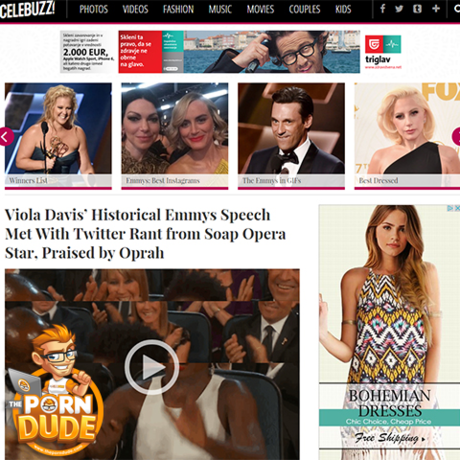 CELEBUZZ!
PHOTOS VIDEOS FASHION MUSIC MOVIES COUPLES KIDS
2.000 EUR,
Skleni ta
pravo, da se
zdravje ne
obrne
na glavo.
triglav
FOX
Winners List
Emmys: Best Instagrams
The Emmys in GIFs
Best Dressed
Viola Davis' Historical Emmys Speech
Met With Twitter Rant from Soap Opera
Star, Praised by Oprah
THE
PORN
DUDE
BOHEMIAN
DRESSES
Chic Choice, Cheap Price
Free Shipping